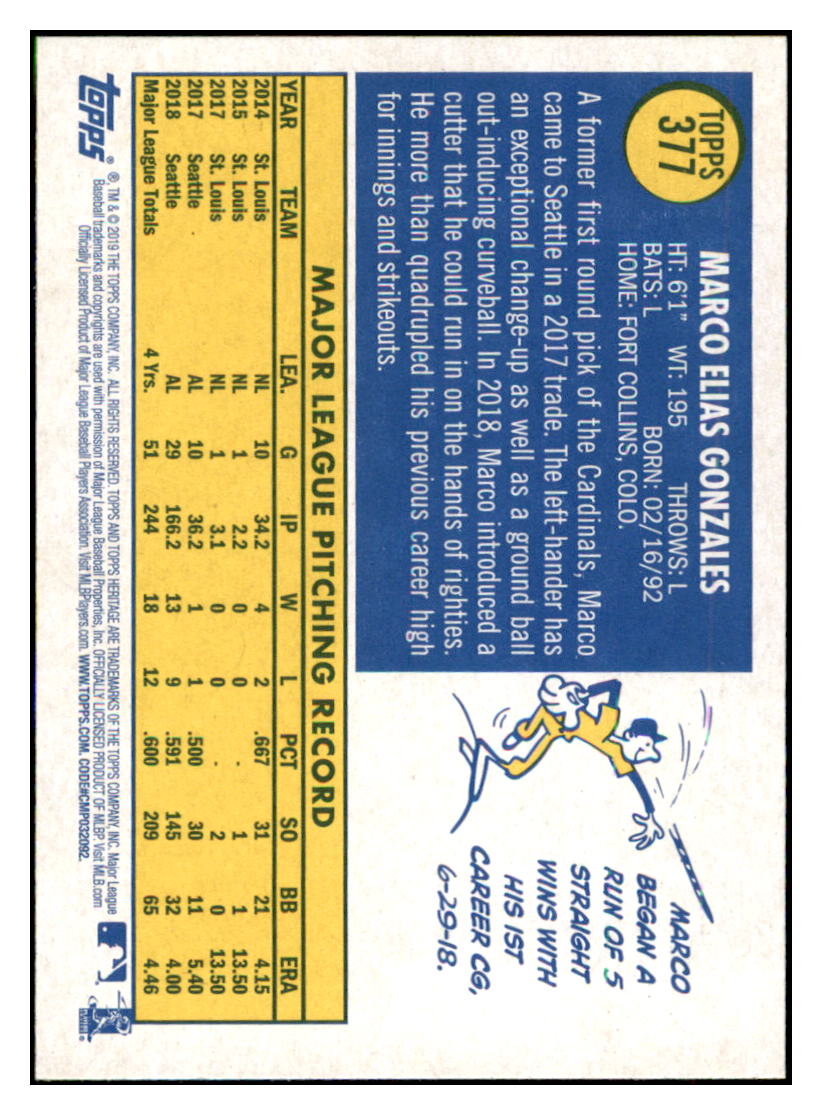 TOPPS
377
MARCO ELIAS GONZALES
HT: 6'1" WT: 195 THROWS: L
BATS: L BORN: 02/16/92
HOME: FORT COLLINS, COLO.
A former first round pick of the Cardinals, Marco
came to Seattle in a 2017 trade. The left-hander has
an exceptional change-up as well as a ground ball
out-inducing curveball. In 2018, Marco introduced a
cutter that he could run in on the hands of righties.
He more than quadrupled his previous career high
for innings and strikeouts.
MARCO
BEGAN A
RUN OF 5
STRAIGHT
WINS WITH
HIS 1ST
CAREER CG,
6-29-18.
MAJOR LEAGUE PITCHING RECORD
YEAR TEAM LEA. G IP W L PCT SO BB ERA
2014 St. Louis NL 10 34.2 4 2 .667 31 21 4.15
2015 St. Louis NL 1 2.2 0 0 - 1 1 13.50
2017 St. Louis NL 1 3.1 0 0 - 2 0 13.50
2017 Seattle AL 10 36.2 1 1 .500 30 11 5.40
2018 Seattle AL 29 166.2 13 9 .591 145 32 4.00
Major League Totals 4 Yrs. 51 244 18 12 .600 209 65 4.46
topps®
®, TM & © 2019 THE TOPPS COMPANY, INC. ALL RIGHTS RESERVED. TOPPS AND TOPPS HERITAGE ARE TRADEMARKS OF THE TOPPS COMPANY, INC. Major League
Baseball trademarks and copyrights are used with permission of Major League Baseball Properties, Inc. OFFICIALLY LICENSED PRODUCT OF MLBP. Visit MLB.com
Officially Licensed Product of Major League Baseball Players Association. Visit MLBPlayers.com. WWW.TOPPS.COM. CODE#CMP032092.